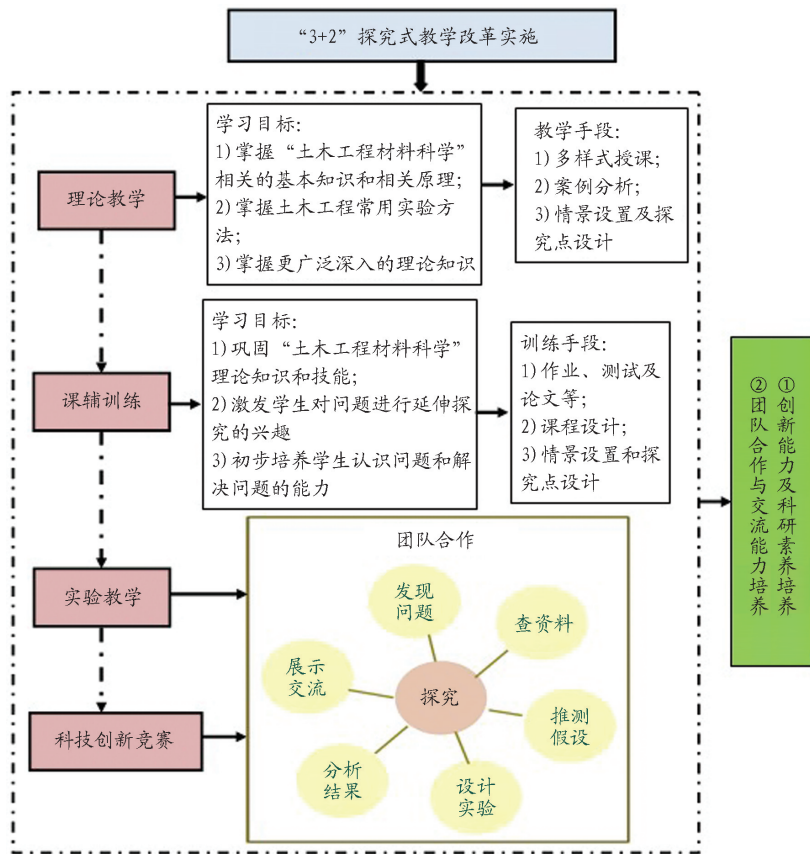 “3+2”探究式教学改革实施
理论教学
学习目标：
1)掌握“土木工程材料科学”
相关的基本知识和相关原理；
2)掌握土木工程常用实验方
法；
3)掌握更广泛深入的理论知识
教学手段：
1)多样式授课；
2)案例分析；
3)情景设置及探
究点设计
课辅训练
学习目标：
1)巩固“土木工程材料科学”
理论知识和技能；
2)激发学生对问题进行延伸探
究的兴趣
3)初步培养学生认识问题和解
决问题的能力
训练手段：
1)作业、测试及
论文等；
2)课程设计；
3)情景设置和探
究点设计
实验教学
科技创新竞赛
团队合作
发现
问题
查资料
推测
假设
设计
实验
分析
结果
展示
交流
探究
①创新能力及科研素养培养
②团队合作与交流能力培养